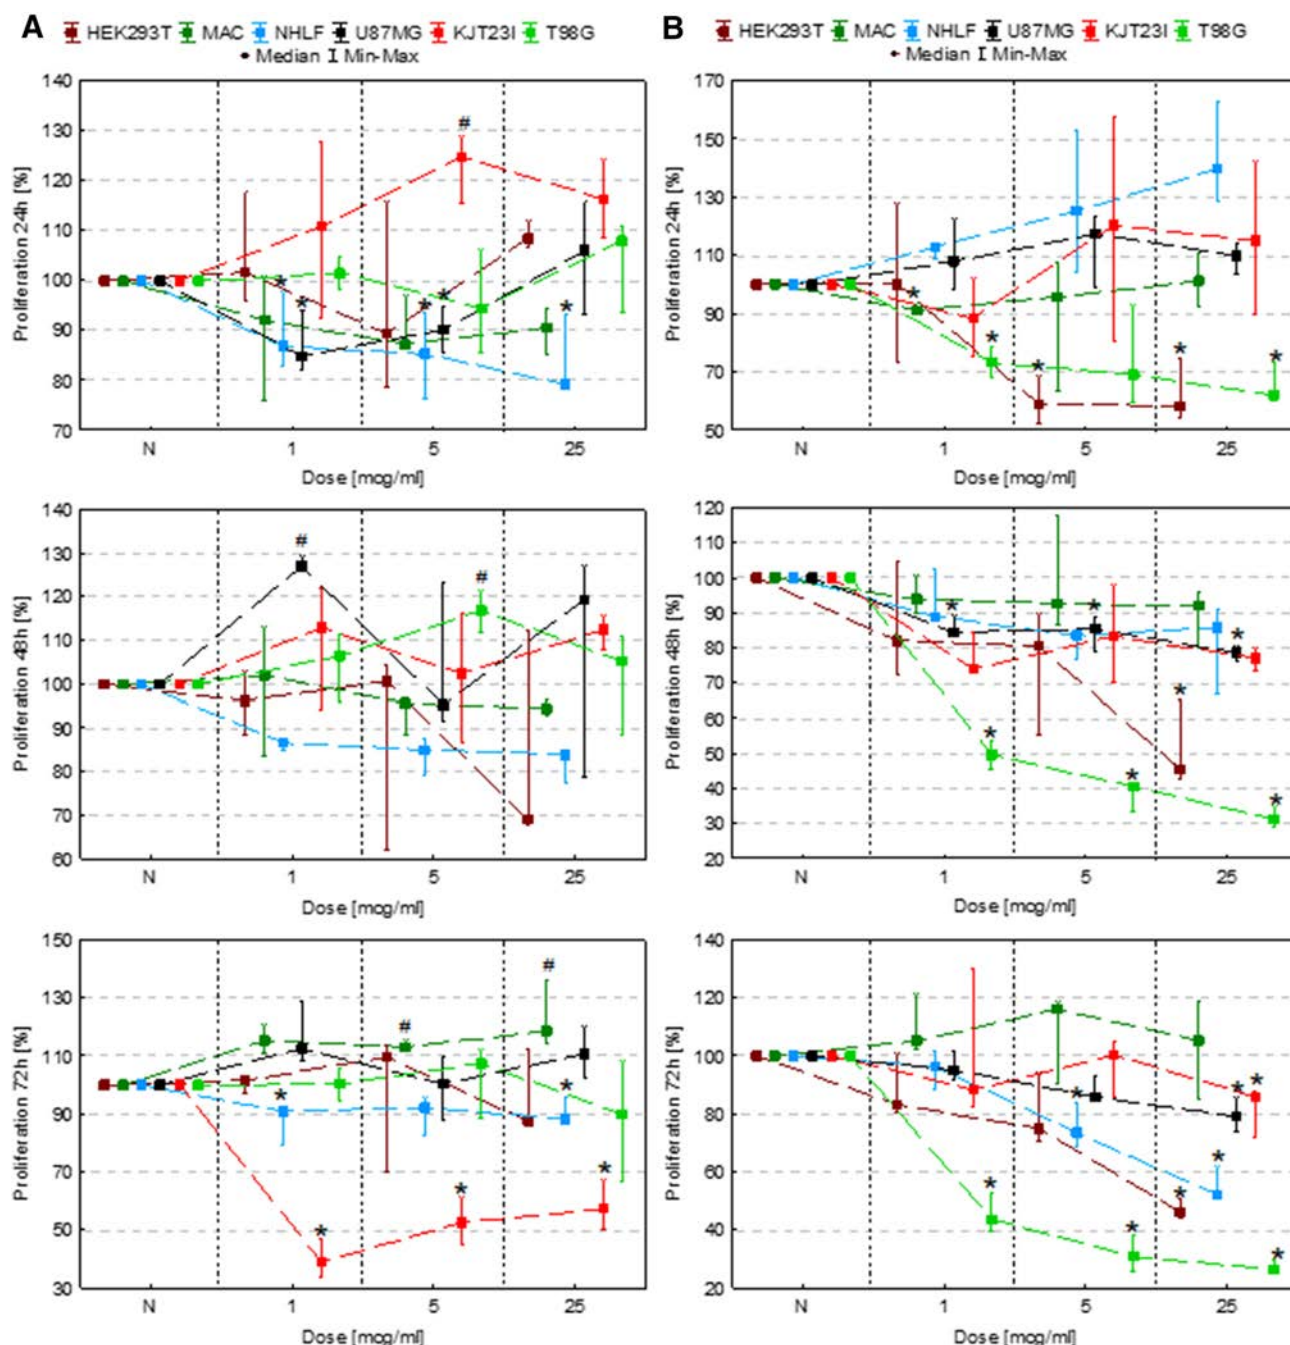 A HEK293T MAC NHLF U87MG KJT23I T98G
Median I Min-Max
B HEK293T MAC NHLF U87MG KJT23I T98G
Median I Min-Max
Proliferation 24h [%]
140
130
120
110
100
90
80
70
# * * * * *
N 1 5 25
Dose [mcg/ml]
Proliferation 24h [%]
170
150
130
110
90
70
50
* * * * *
N 1 5 25
Dose [mcg/ml]
Proliferation 48h [%]
140
130
120
110
100
90
80
70
60
# #
N 1 5 25
Dose [mcg/ml]
Proliferation 48h [%]
120
110
100
90
80
70
60
50
40
30
20
* * * * * * *
N 1 5 25
Dose [mcg/ml]
Proliferation 72h [%]
150
130
110
90
70
50
30
# # * * * * *
N 1 5 25
Dose [mcg/ml]
Proliferation 72h [%]
140
120
100
80
60
40
20
* * * * * * * *
N 1 5 25
Dose [mcg/ml]